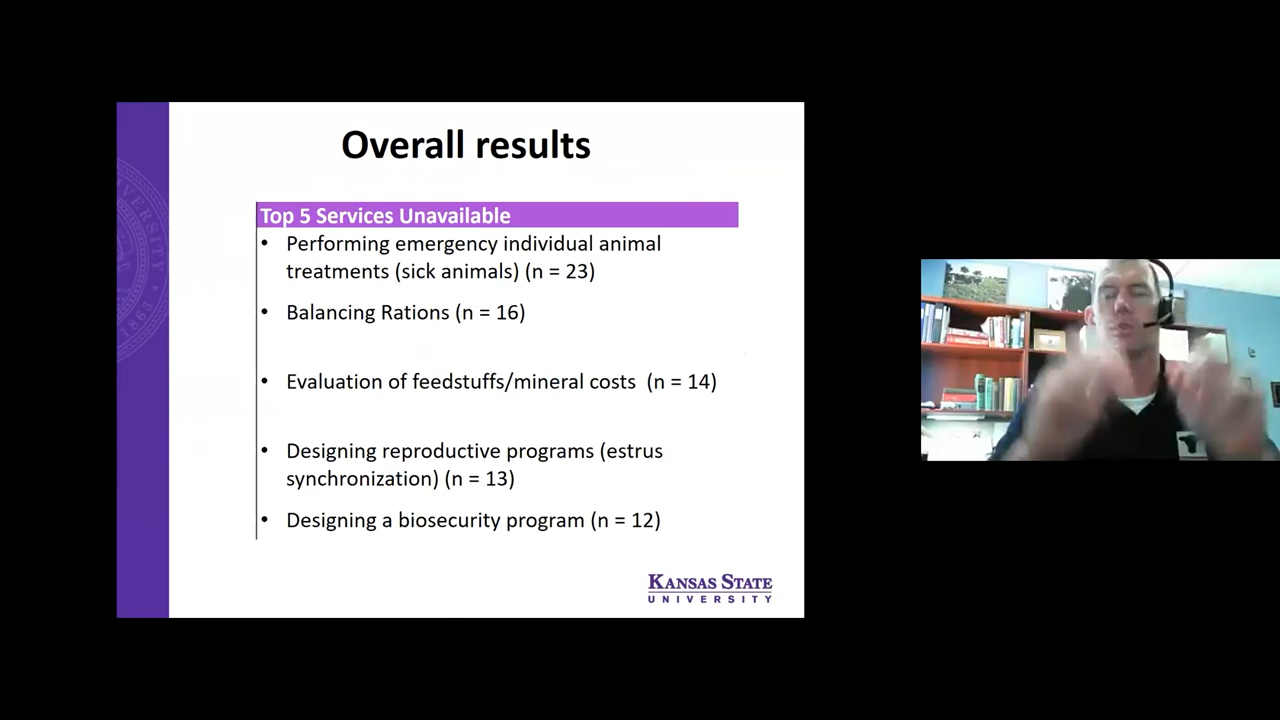 Overall results
Top 5 Services Unavailable
• Performing emergency individual animal
treatments (sick animals) (n = 23)
• Balancing Rations (n = 16)
• Evaluation of feedstuffs/mineral costs (n = 14)
• Designing reproductive programs (estrus
synchronization) (n = 13)
• Designing a biosecurity program (n = 12)
KANSAS STATE
UNIVERSITY
1863